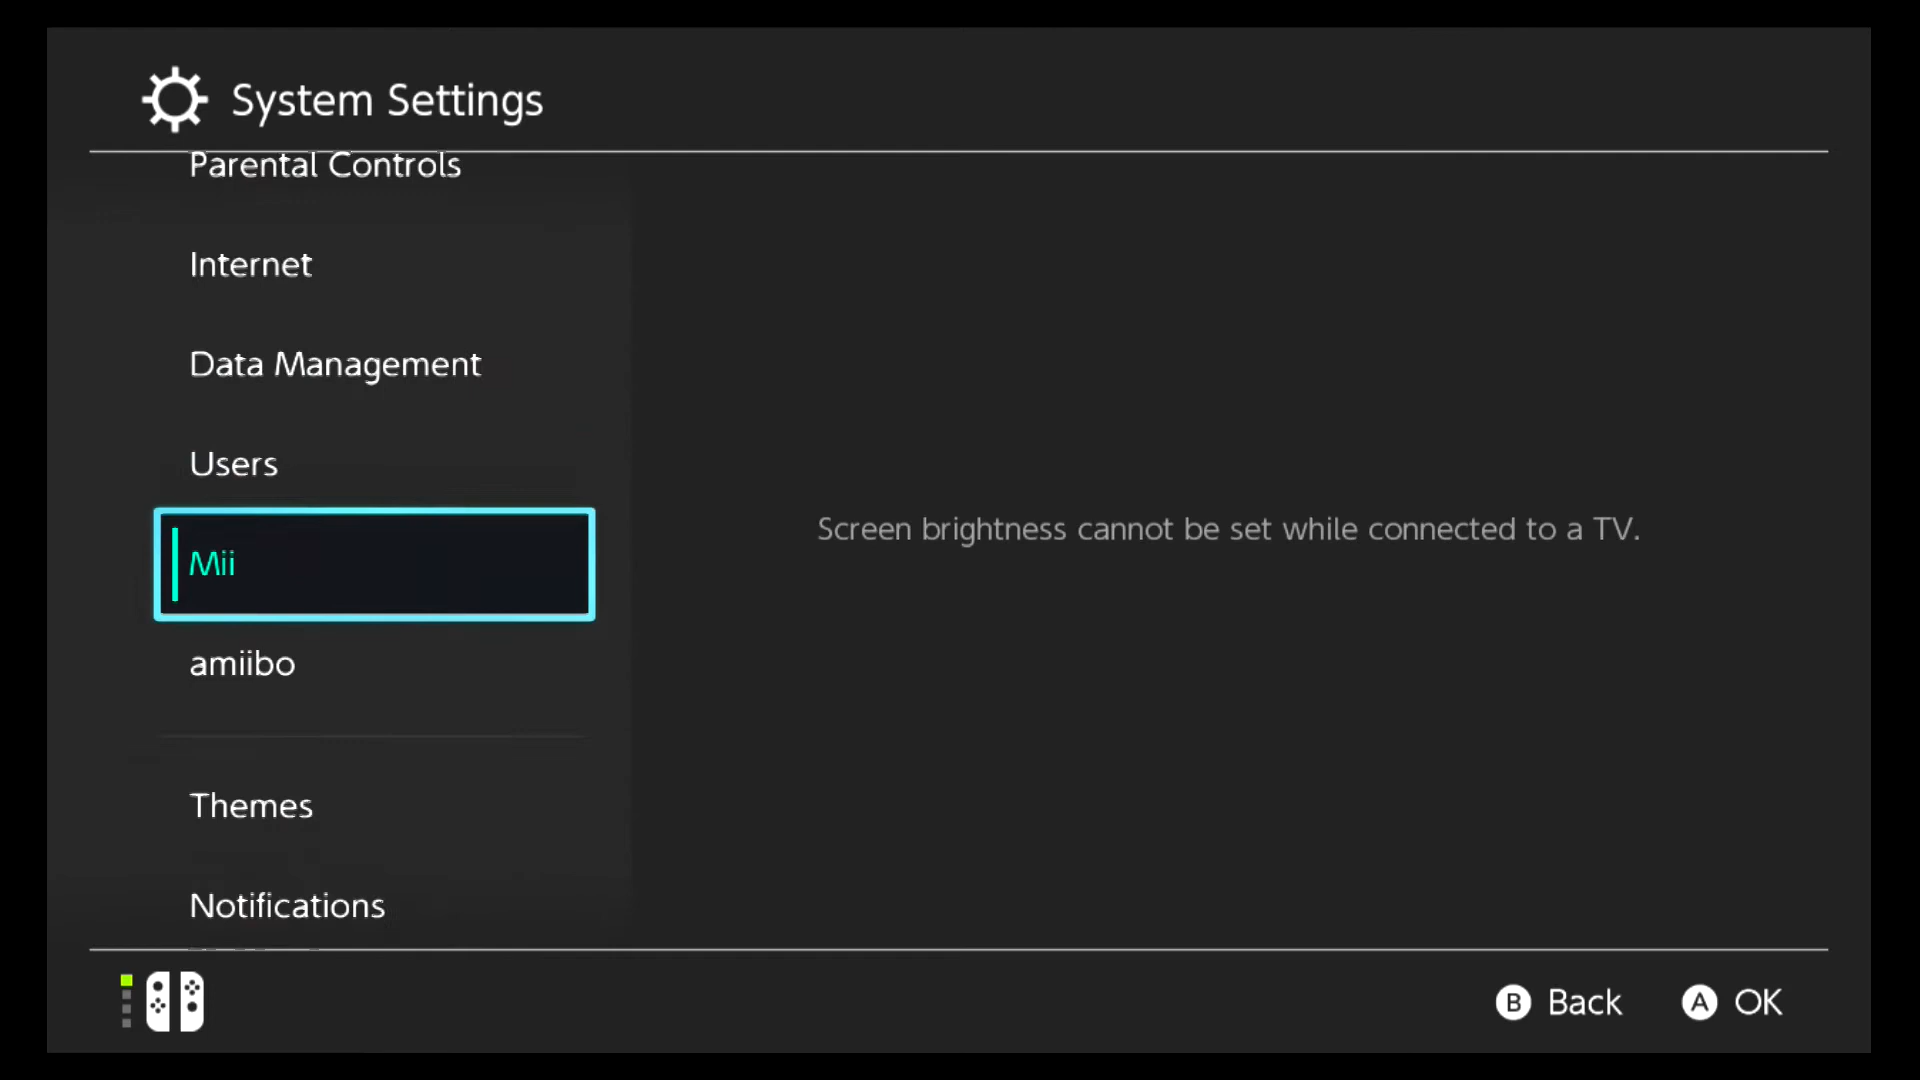 System Settings
Parental Controls
Internet
Data Management
Users
Mii
amiibo
Themes
Notifications
Screen brightness cannot be set while connected to a TV.
B Back
A OK